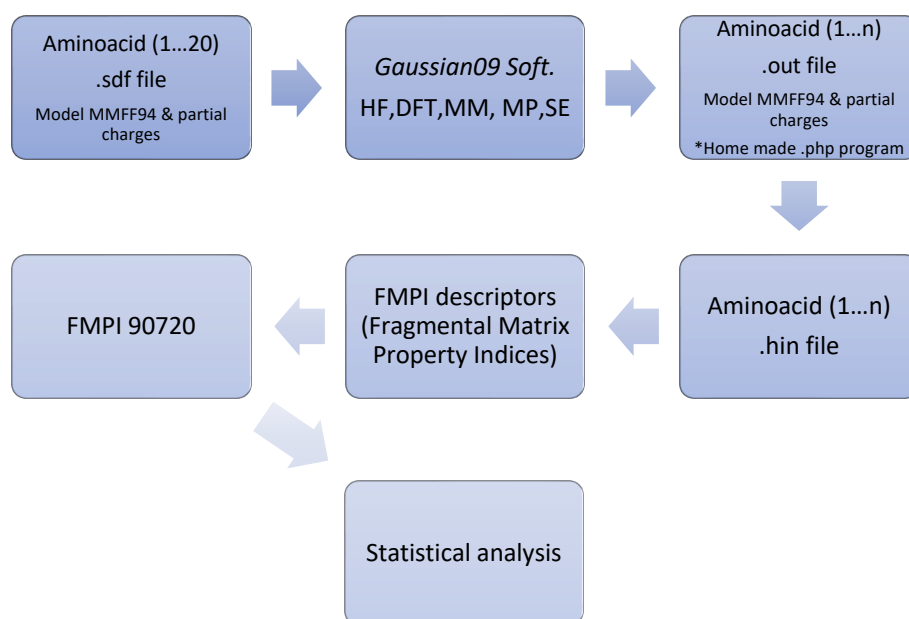 Aminoacid (1...20)
.sdf file
Model MMFF94 & partial
charges
Gaussian09 Soft.
HF,DFT,MM, MP,SE
Aminoacid (1...n)
.out file
Model MMFF94 & partial
charges
*Home made .php program
FMPI 90720
FMPI descriptors
(Fragmental Matrix
Property Indices)
Aminoacid (1...n)
.hin file
Statistical analysis